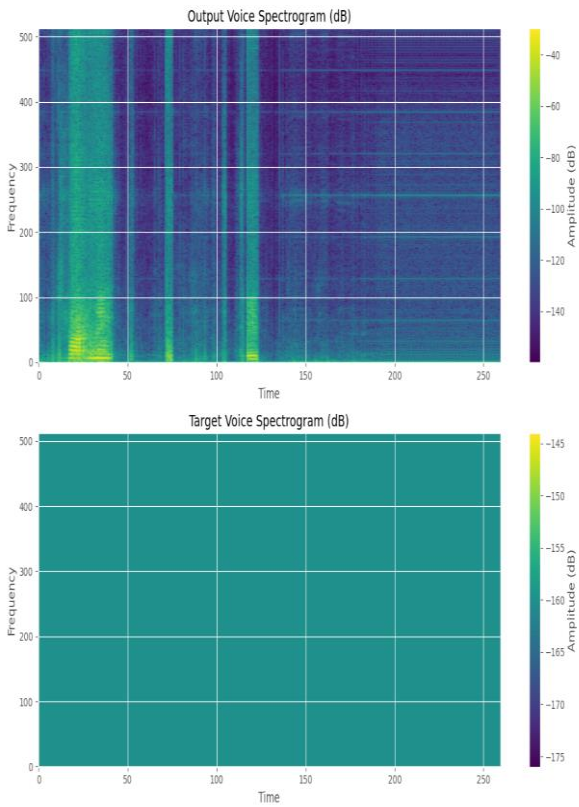 Output Voice Spectrogram (dB)
500
400
300
200
100
0
Frequency
0 50 100 150 200 250
Time
−40
−60
−80
−100
−120
−140
Amplitude (dB)
Target Voice Spectrogram (dB)
500
400
300
200
100
0
Frequency
0 50 100 150 200 250
Time
−145
−150
−155
−160
−165
−170
−175
Amplitude (dB)